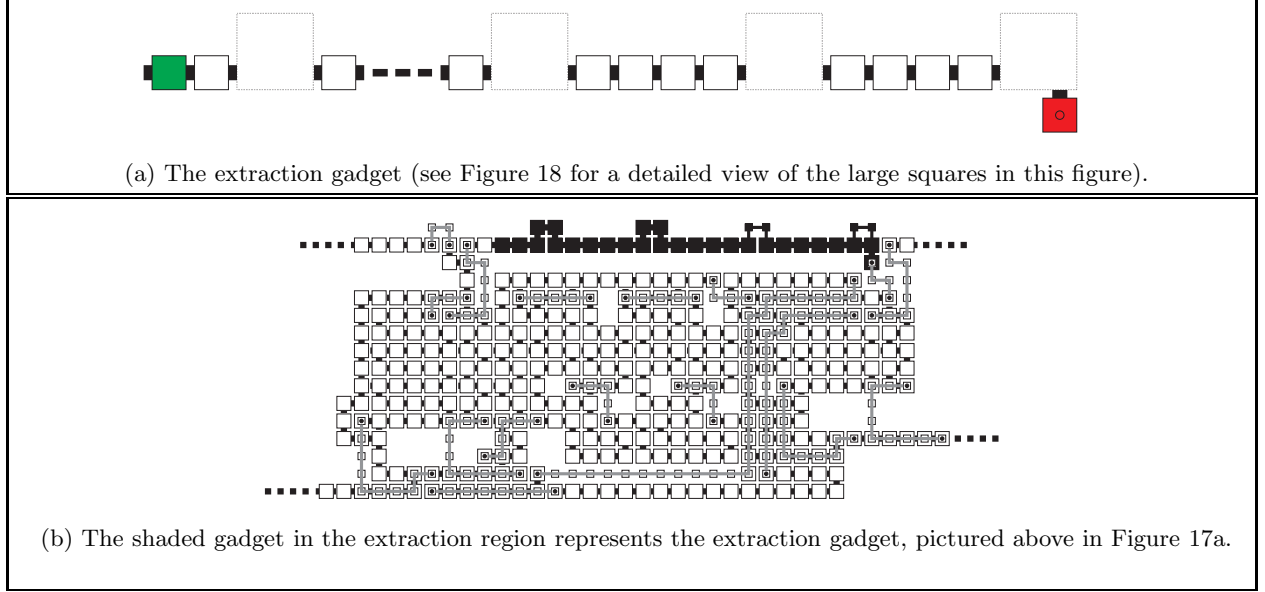 (a) The extraction gadget (see Figure 18 for a detailed view of the large squares in this figure).
(b) The shaded gadget in the extraction region represents the extraction gadget, pictured above in Figure 17a.